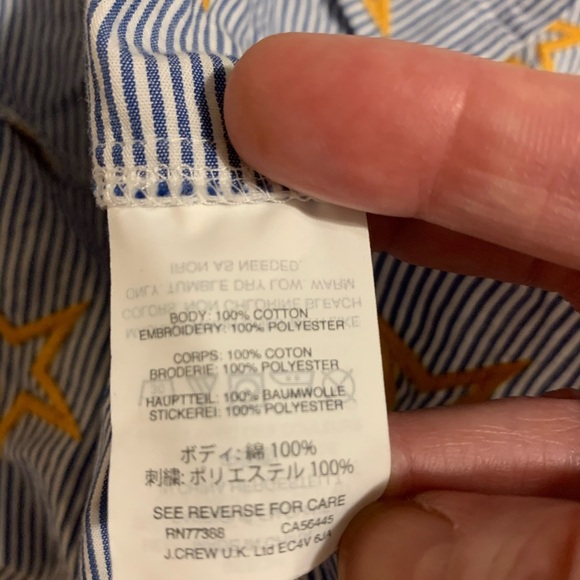 BODY: 100% COTTON
EMBROIDERY: 100% POLYESTER
CORPS: 100% COTON
BRODERIE: 100% POLYESTER
HAUPTTEIL: 100% BAUMWOLLE
STICKEREI: 100% POLYESTER
ボディ: 綿 100%
刺繍: ポリエステル 100%
SEE REVERSE FOR CARE
RN77388 CA56445
J.CREW U.K. Ltd EC4V 6JA